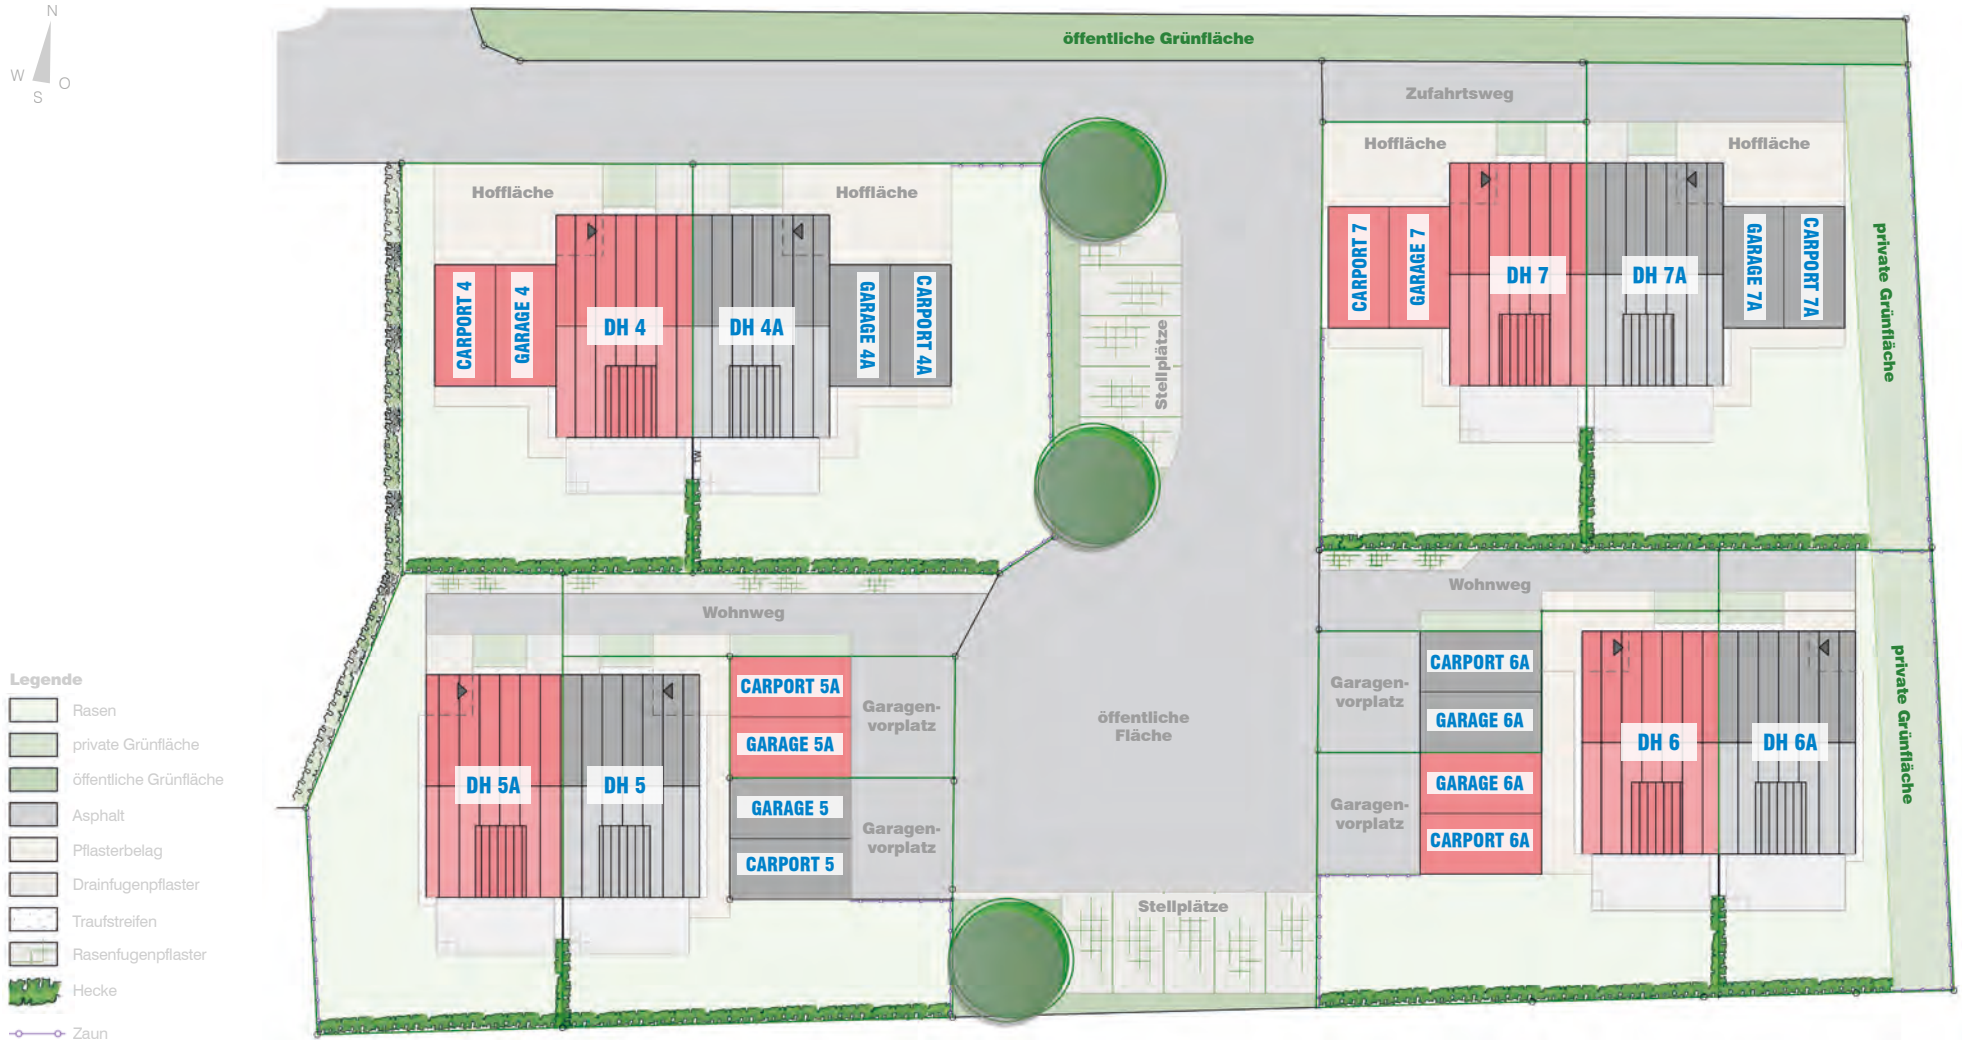 N
W
O
S
öffentliche Grünfläche
Zufahrtsweg
Hoffläche
Hoffläche
Hoffläche
Hoffläche
CARPORT 4
GARAGE 4
DH 4
DH 4A
GARAGE 4A
CARPORT 4A
Stellplätze
CARPORT 7
GARAGE 7
DH 7
DH 7A
GARAGE 7A
CARPORT 7A
private Grünfläche
TW
Wohnweg
Wohnweg
DH 5A
DH 5
CARPORT 5A
GARAGE 5A
GARAGE 5
CARPORT 5
Garagen-
vorplatz
Garagen-
vorplatz
öffentliche
Fläche
Garagen-
vorplatz
Garagen-
vorplatz
CARPORT 6A
GARAGE 6A
GARAGE 6A
CARPORT 6A
DH 6
DH 6A
private Grünfläche
Stellplätze
Legende
Rasen
private Grünfläche
öffentliche Grünfläche
Asphalt
Pflasterbelag
Drainfugenpflaster
Traufstreifen
Rasenfugenpflaster
Hecke
Zaun